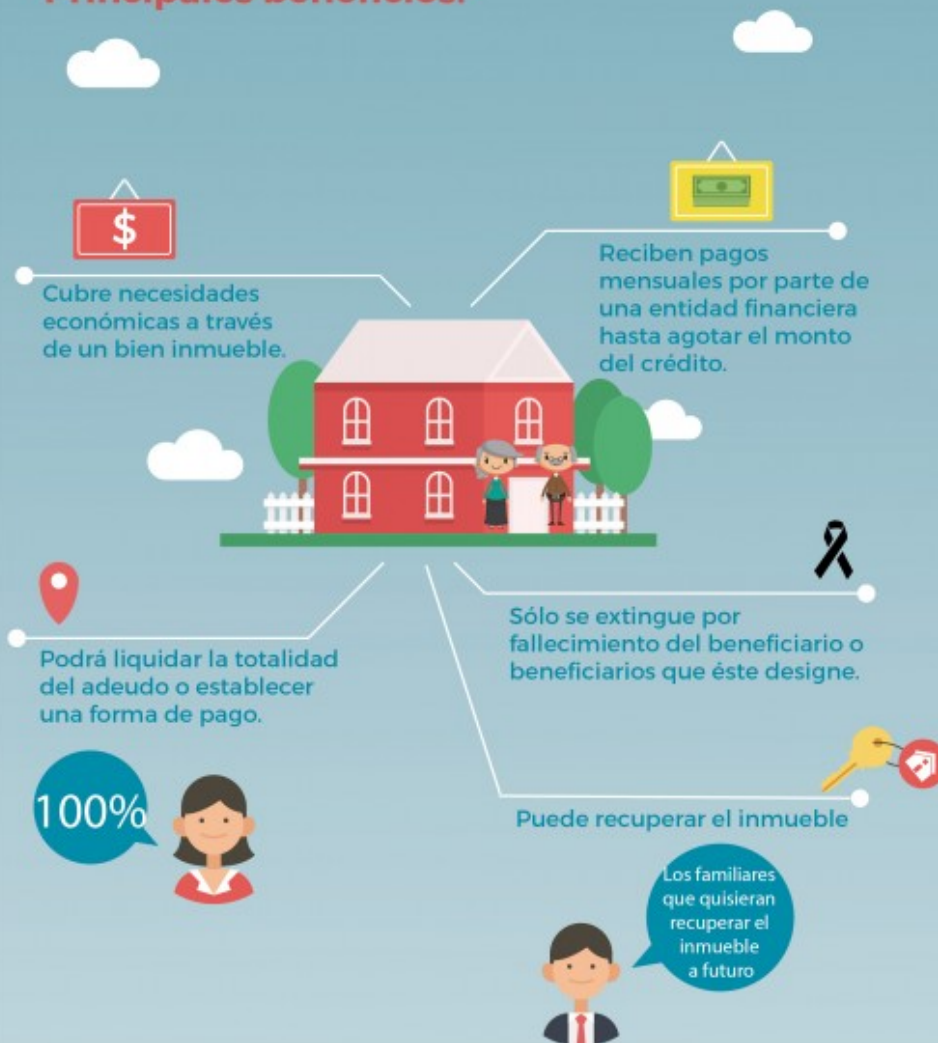 Principales beneficios:
$
Cubre necesidades
económicas a través
de un bien inmueble.
Reciben pagos
mensuales por parte de
una entidad financiera
hasta agotar el monto
del crédito.
Podrá liquidar la totalidad
del adeudo o establecer
una forma de pago.
100%
Sólo se extingue por
fallecimiento del beneficiario o
beneficiarios que éste designe.
Puede recuperar el inmueble
Los familiares
que quisieran
recuperar el
inmueble
a futuro